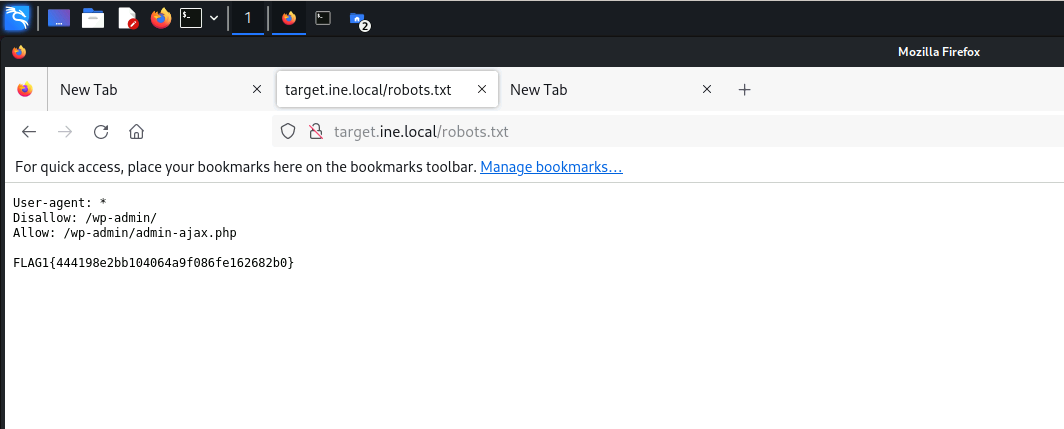 1
2
Mozilla Firefox
New Tab
target.ine.local/robots.txt
New Tab
target.ine.local/robots.txt
For quick access, place your bookmarks here on the bookmarks toolbar. Manage bookmarks...
User-agent: *
Disallow: /wp-admin/
Allow: /wp-admin/admin-ajax.php
FLAG1{444198e2bb104064a9f086fe162682b0}